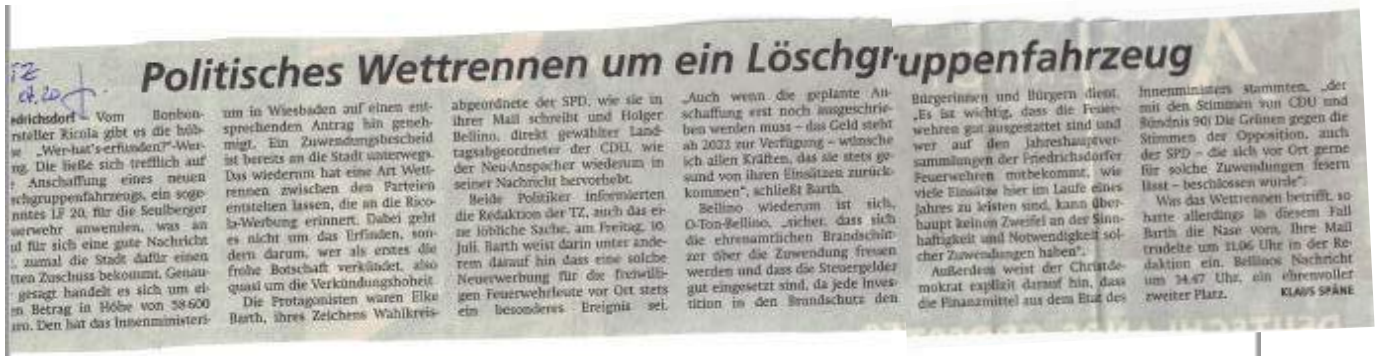 TZ
07.20
Politisches Wettrennen um ein Löschgruppenfahrzeug
edrichsdorf Vom Bonbon-
rsteller Ricola gibt es die hüb-
e „Wer-hat's-erfunden?"-Wer-
ng. Die ließe sich trefflich auf
e Anschaffung eines neuen
schgruppenfahrzeugs, ein soge-
nntes LF 20, für die Seulberger
uerwehr anwenden, was an
d für sich eine gute Nachricht
, zumal die Stadt dafür einen
tten Zuschuss bekommt. Genau-
gesagt handelt es sich um ei-
n Betrag in Höhe von 58 600
uro. Den hat das Innenministeri-
um in Wiesbaden auf einen ent-
sprechenden Antrag hin geneh-
migt. Ein Zuwendungsbescheid
ist bereits an die Stadt unterwegs.
Das wiederum hat eine Art Wett-
rennen zwischen den Parteien
entstehen lassen, die an die Rico-
la-Werbung erinnert. Dabei geht
es nicht um das Erfinden, son-
dern darum, wer als erstes die
frohe Botschaft verkündet, also
quasi um die Verkündungshoheit
Die Protagonisten waren Elke
Barth, ihres Zeichens Wahlkreis-
abgeordnete der SPD, wie sie in
ihrer Mail schreibt und Holger
Bellino, direkt gewählter Land-
tagsabgeordneter der CDU, wie
der Neu-Anspacher wiederum in
seiner Nachricht hervorhebt.
Beide Politiker informierten
die Redaktion der TZ, auch das ei-
ne löbliche Sache, am Freitag, 10.
Juli. Barth weist darin unter ande-
rem darauf hin dass eine solche
Neuerwerbung für die freiwilli-
gen Feuerwehrleute vor Ort stets
ein besonderes Ereignis sei.
„Auch wenn die geplante An-
schaffung erst noch ausgeschrie-
ben werden muss – das Geld steht
ab 2022 zur Verfügung – wünsche
ich allen Kräften, das sie stets ge-
sund von ihren Einsätzen zurück-
kommen", schließt Barth.
Bellino wiederum ist sich,
O-Ton-Bellino, „sicher, dass sich
die ehrenamtlichen Brandschüt-
zer über die Zuwendung freuen
werden und dass die Steuergelder
gut eingesetzt sind, da jede Inves-
tition in den Brandschutz den
Bürgerinnen und Bürgern dient.
„Es ist wichtig, dass die Feuer-
wehren gut ausgestattet sind und
wer auf den Jahreshauptver-
sammlungen der Friedrichsdorfer
Feuerwehren mitbekommt, wie
viele Einsätze hier im Laufe eines
Jahres zu leisten sind, kann über-
haupt keinen Zweifel an der Sinn-
haftigkeit und Notwendigkeit sol-
cher Zuwendungen haben".
Außerdem weist der Christde-
mokrat explizit darauf hin, dass
die Finanzmittel aus dem Etat des
Innenministers stammten, „der
mit den Stimmen von CDU und
Bündnis 90/ Die Grünen gegen die
Stimmen der Opposition, auch
der SPD – die sich vor Ort gerne
für solche Zuwendungen feiern
lässt – beschlossen wurde".
Was das Wettrennen betrifft, so
hatte allerdings in diesem Fall
Barth die Nase vorn. Ihre Mail
trudelte um 11.06 Uhr in der Re-
daktion ein, Bellinos Nachricht
um 14.47 Uhr, ein ehrenvoller
zweiter Platz. KLAUS SPÄNE